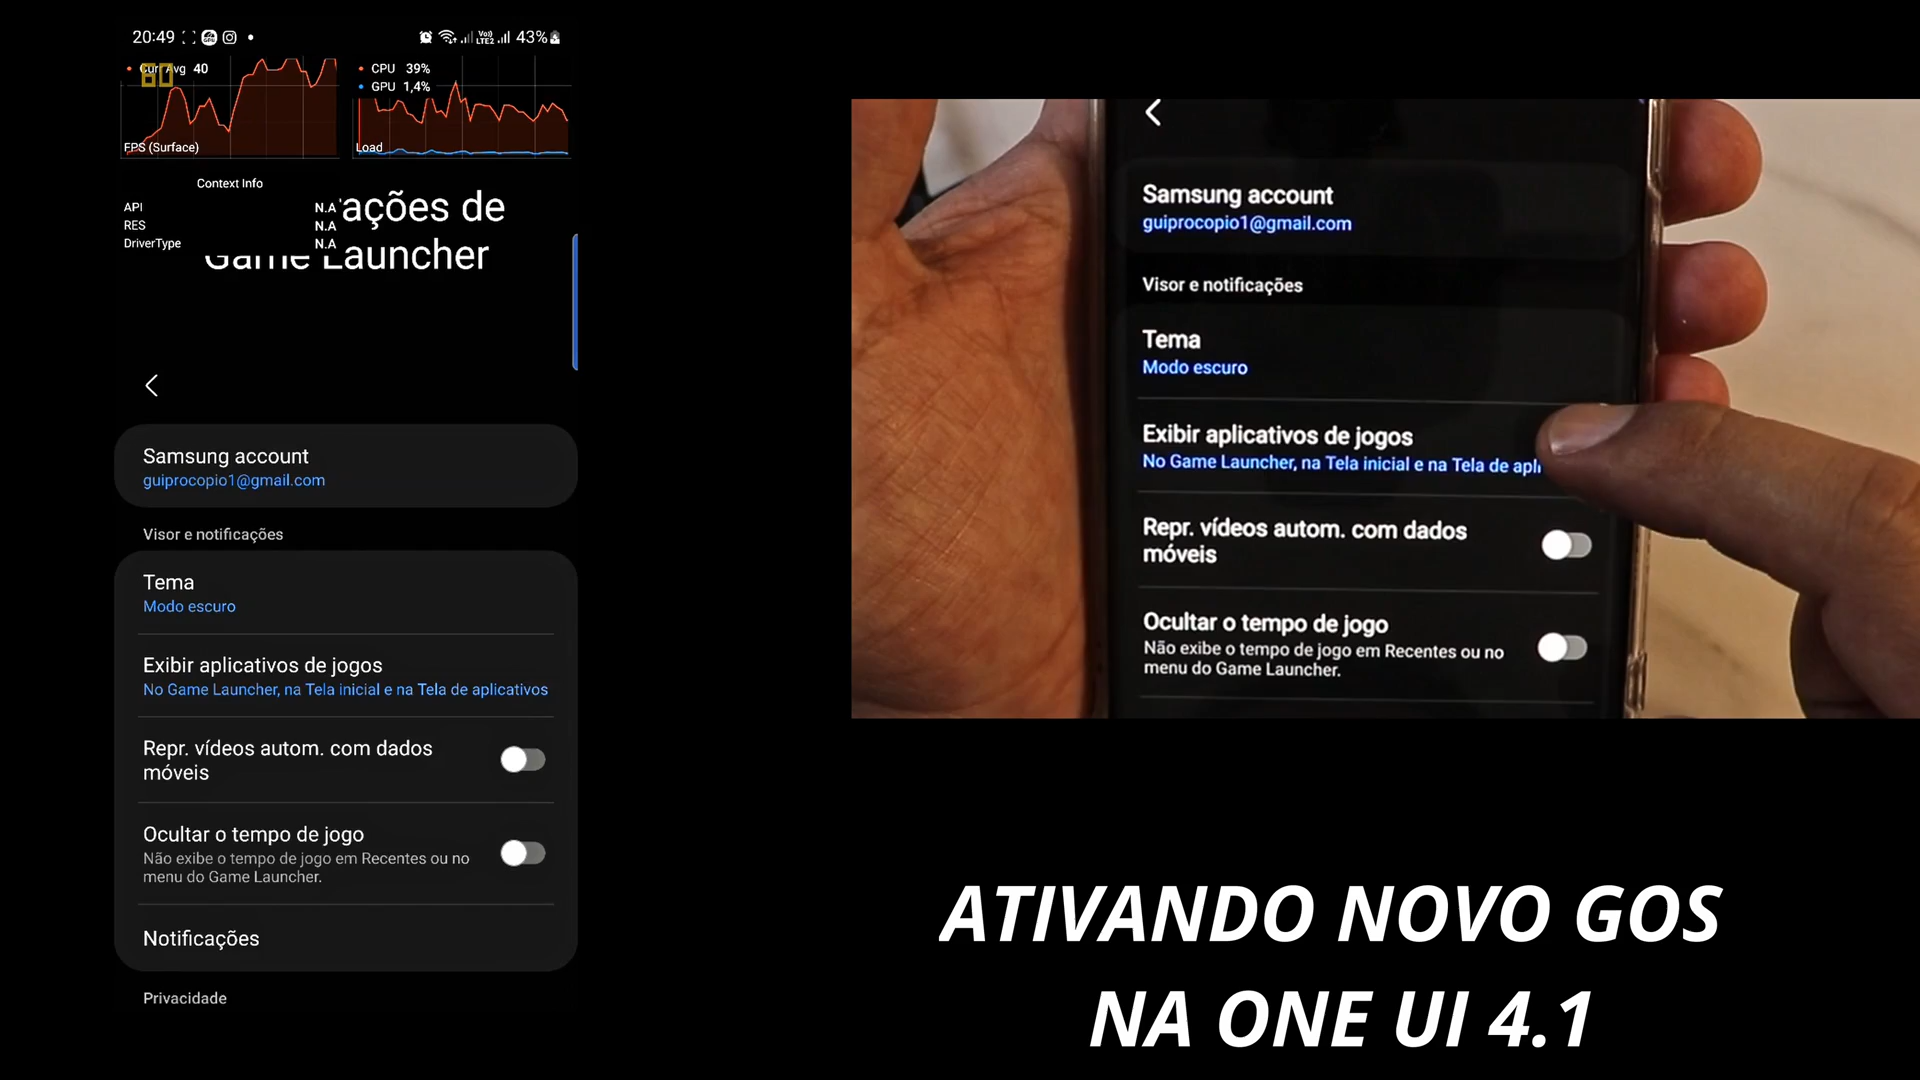 20:49
Vo))
LTE2
43%
Curr Avg 40
60
FPS (Surface)
CPU 39%
GPU 1,4%
Load
Context Info
API N.A
RES N.A
DriverType N.A
ações de
Game Launcher
Samsung account
guiprocopio1@gmail.com
Visor e notificações
Tema
Modo escuro
Exibir aplicativos de jogos
No Game Launcher, na Tela inicial e na Tela de aplicativos
Repr. vídeos autom. com dados
móveis
Ocultar o tempo de jogo
Não exibe o tempo de jogo em Recentes ou no
menu do Game Launcher.
Notificações
Privacidade
Samsung account
guiprocopio1@gmail.com
Visor e notificações
Tema
Modo escuro
Exibir aplicativos de jogos
No Game Launcher, na Tela inicial e na Tela de apli
Repr. vídeos autom. com dados
móveis
Ocultar o tempo de jogo
Não exibe o tempo de jogo em Recentes ou no
menu do Game Launcher.
ATIVANDO NOVO GOS
NA ONE UI 4.1